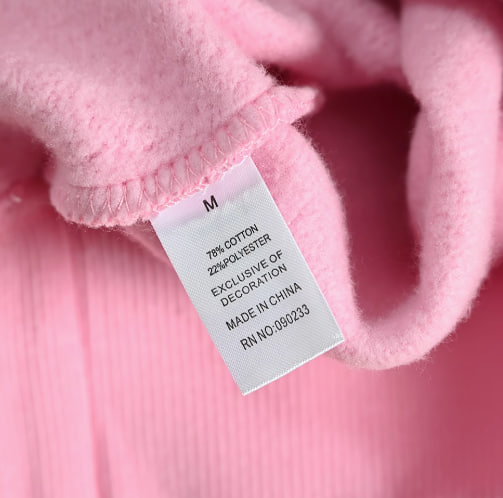 M
78% COTTON
22%POLYESTER
EXCLUSIVE OF
DECORATION
MADE IN CHINA
RN NO:090233